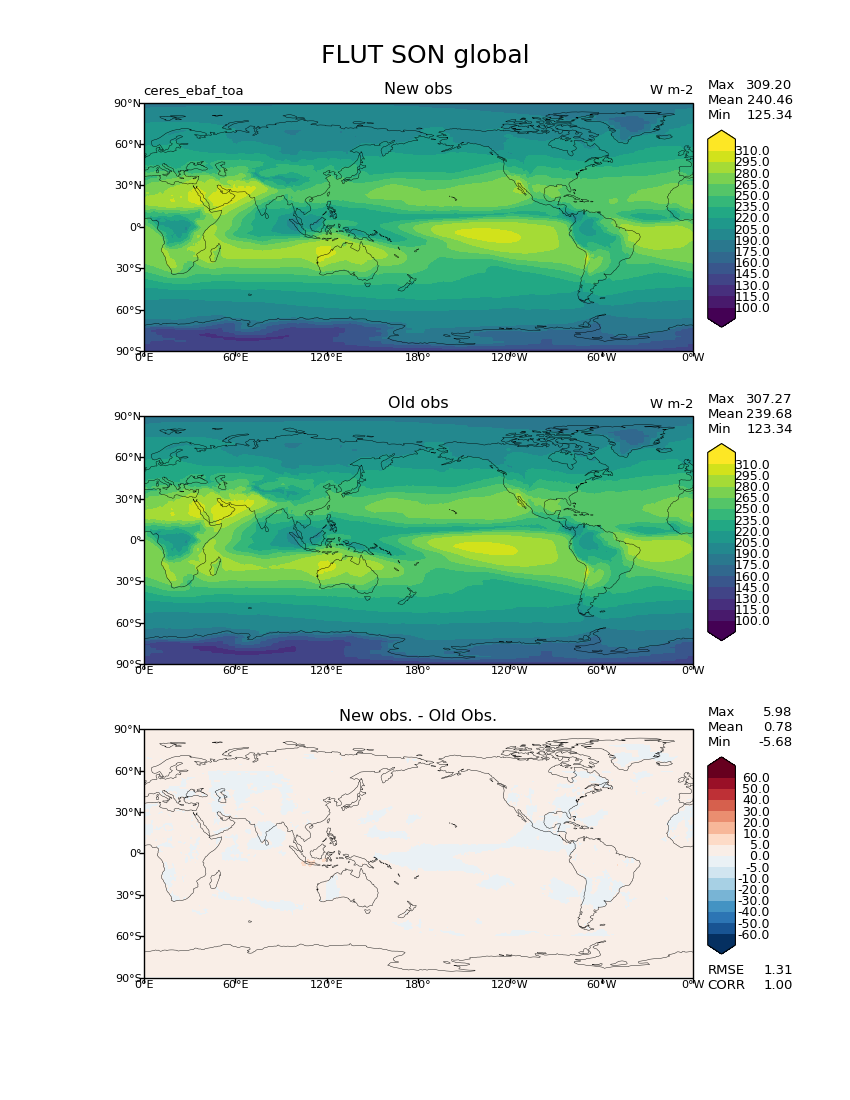 FLUT SON global
ceres_ebaf_toa New obs W m-2
Max 309.20
Mean 240.46
Min 125.34
90°N
60°N
30°N
0°
30°S
60°S
90°S
0°E 60°E 120°E 180° 120°W 60°W 0°W
310.0
295.0
280.0
265.0
250.0
235.0
220.0
205.0
190.0
175.0
160.0
145.0
130.0
115.0
100.0
Old obs W m-2
Max 307.27
Mean 239.68
Min 123.34
90°N
60°N
30°N
0°
30°S
60°S
90°S
0°E 60°E 120°E 180° 120°W 60°W 0°W
310.0
295.0
280.0
265.0
250.0
235.0
220.0
205.0
190.0
175.0
160.0
145.0
130.0
115.0
100.0
New obs. - Old Obs.
Max 5.98
Mean 0.78
Min -5.68
90°N
60°N
30°N
0°
30°S
60°S
90°S
0°E 60°E 120°E 180° 120°W 60°W 0°W
60.0
50.0
40.0
30.0
20.0
10.0
5.0
0.0
-5.0
-10.0
-20.0
-30.0
-40.0
-50.0
-60.0
RMSE 1.31
CORR 1.00